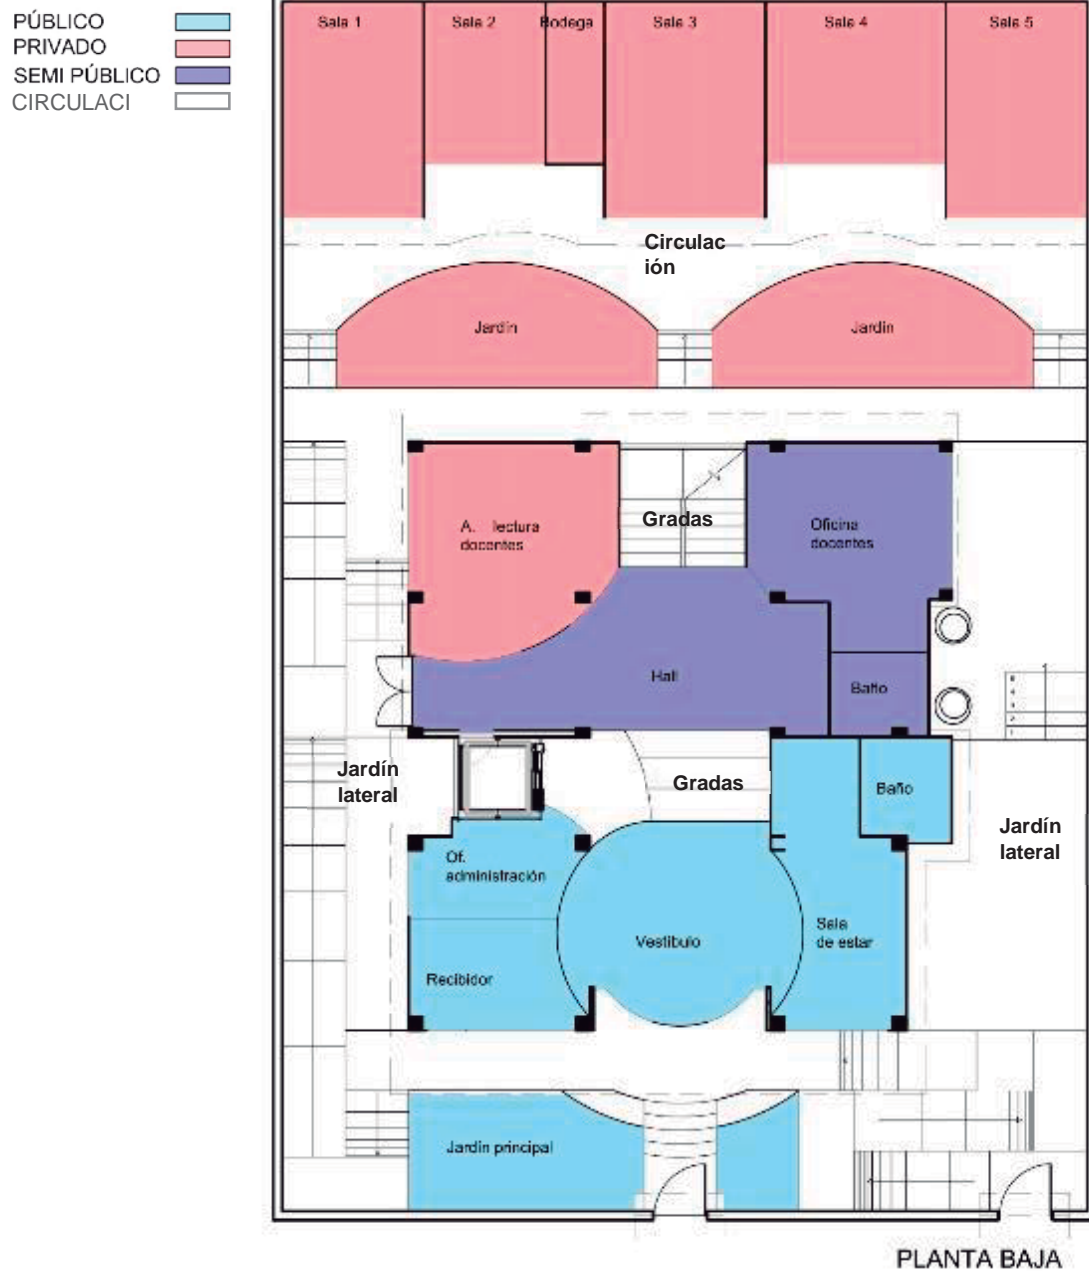 PÚBLICO
PRIVADO
SEMI PÚBLICO
CIRCULACI
Sala 1
Sala 2
Bodega
Sala 3
Sala 4
Sala 5
Circulac
ión
Jardín
Jardín
A. lectura
docentes
Gradas
Oficina
docentes
Hall
Baño
Jardín
lateral
Gradas
Baño
Jardín
lateral
Of.
administración
Vestíbulo
Sala
de estar
Recibidor
Jardín principal
PLANTA BAJA